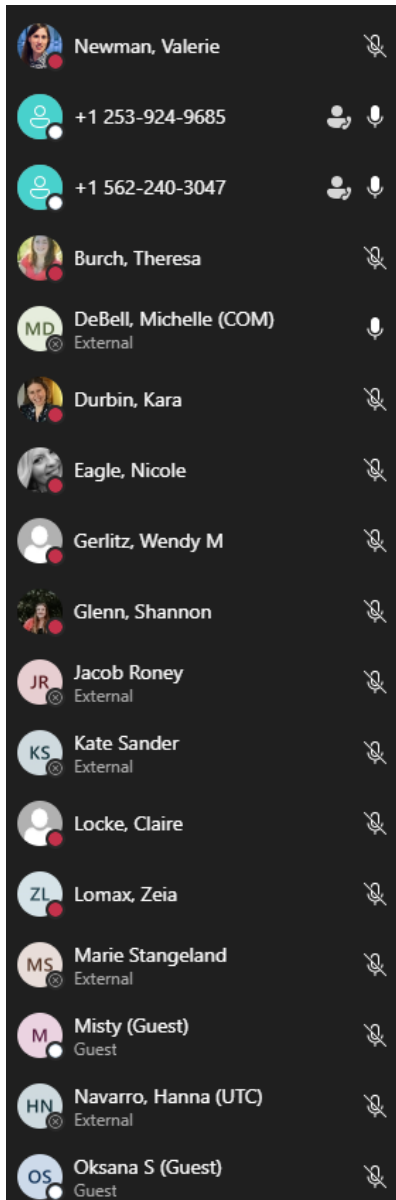 Newman, Valerie
+1 253-924-9685
+1 562-240-3047
Burch, Theresa
MD DeBell, Michelle (COM)
External
Durbin, Kara
Eagle, Nicole
Gerlitz, Wendy M
Glenn, Shannon
JR Jacob Roney
External
KS Kate Sander
External
Locke, Claire
ZL Lomax, Zeia
MS Marie Stangeland
External
M Misty (Guest)
Guest
HN Navarro, Hanna (UTC)
External
OS Oksana S (Guest)
Guest